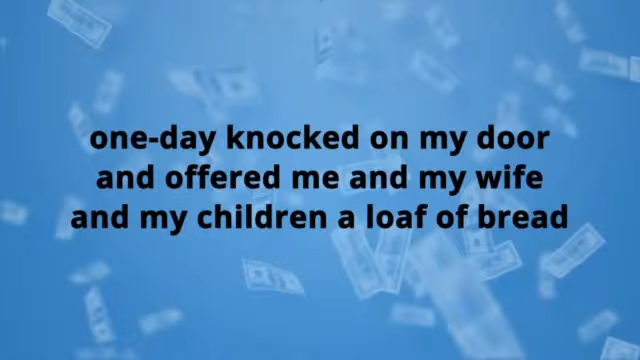 one-day knocked on my door
and offered me and my wife
and my children a loaf of bread